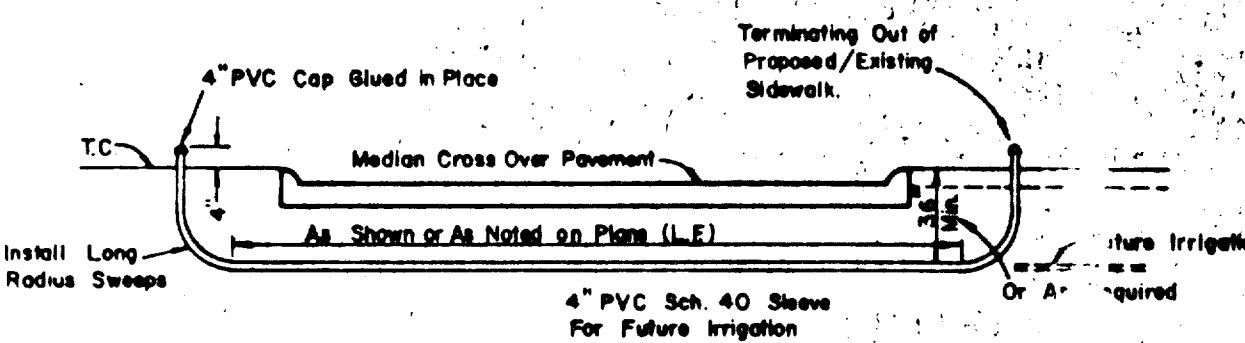 Terminating Out of
Proposed/Existing
Sidewalk.
4" PVC Cap Glued in Place
T.C.
Median Cross Over Pavement
4"
36"
Min.
As Shown or As Noted on Plans (L.F.)
Install Long
Radius Sweeps
Irrigation
Or As
4" PVC Sch. 40 Sleeve
For Future Irrigation